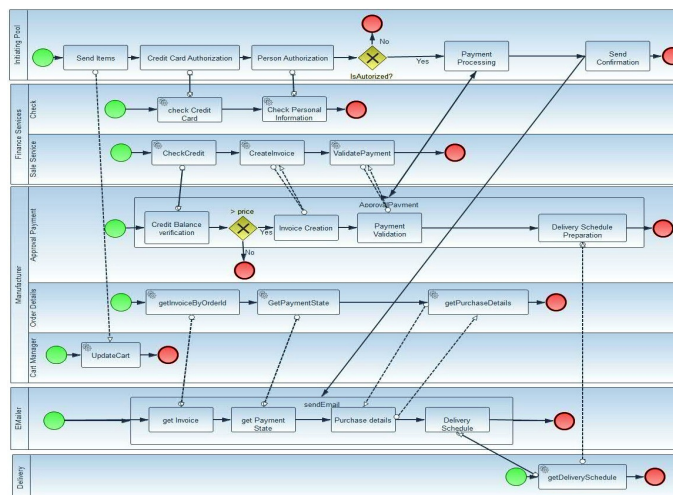 Initiating Pool
Send Items
Credit Card Authorization
Person Authorization
No
IsAutorized?
Yes
Payment
Processing
Send
Confirmation
Finance Services
Check
check Credit
Card
Check Personal
Information
Sale Service
CheckCredit
CreateInvoice
ValidatePayment
Manufacturer
Approval Payment
ApprovalPayment
Credit Balance
verification
> price
Yes
No
Invoice Creation
Payment
Validation
Delivery Schedule
Preparation
Order Details
getInvoiceByOrderId
GetPaymentState
getPurchaseDetails
Cart Manager
UpdateCart
EMailer
sendEmail
get Invoice
get Payment
State
Purchase details
Delivery
Schedule
Delivery
getDeliverySchedule